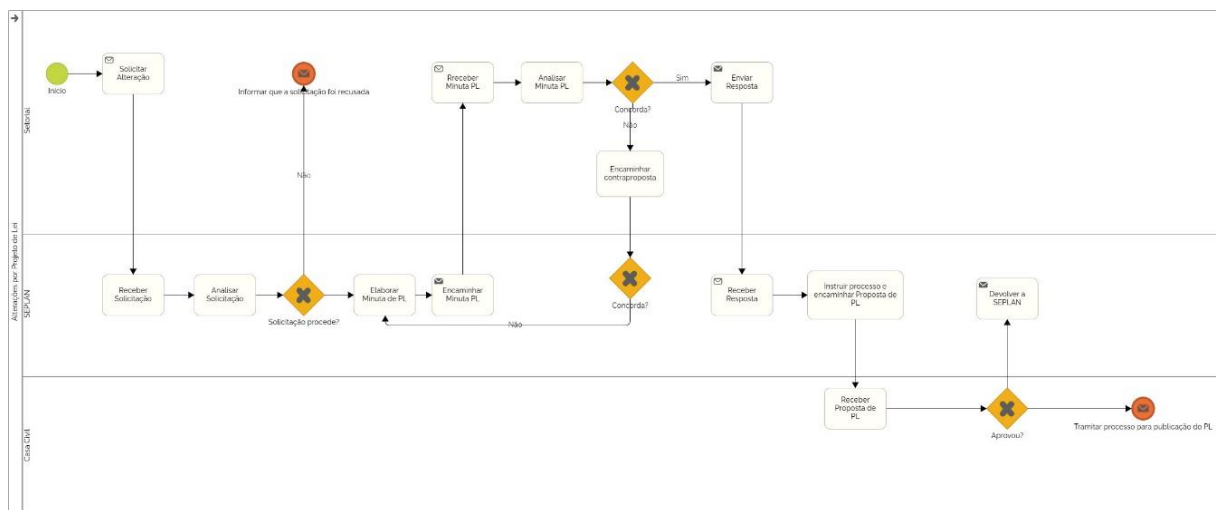 Alterações por Projeto de Lei
Setorial
Início
Solicitar
Alteração
Informar que a solicitação foi recusada
Não
Rreceber
Minuta PL
Analisar
Minuta PL
Concorda?
Sim
Não
Enviar
Resposta
Encaminhar
contraproposta
SEPLAN
Receber
Solicitação
Analisar
Solicitação
Solicitação procede?
Elaborar
Minuta de PL
Encaminhar
Minuta PL
Não
Concorda?
Receber
Resposta
Instruir processo e
encaminhar Proposta de
PL
Devolver à
SEPLAN
Casa Civil
Receber
Proposta de
PL
Aprovou?
Tramitar processo para publicação do PL